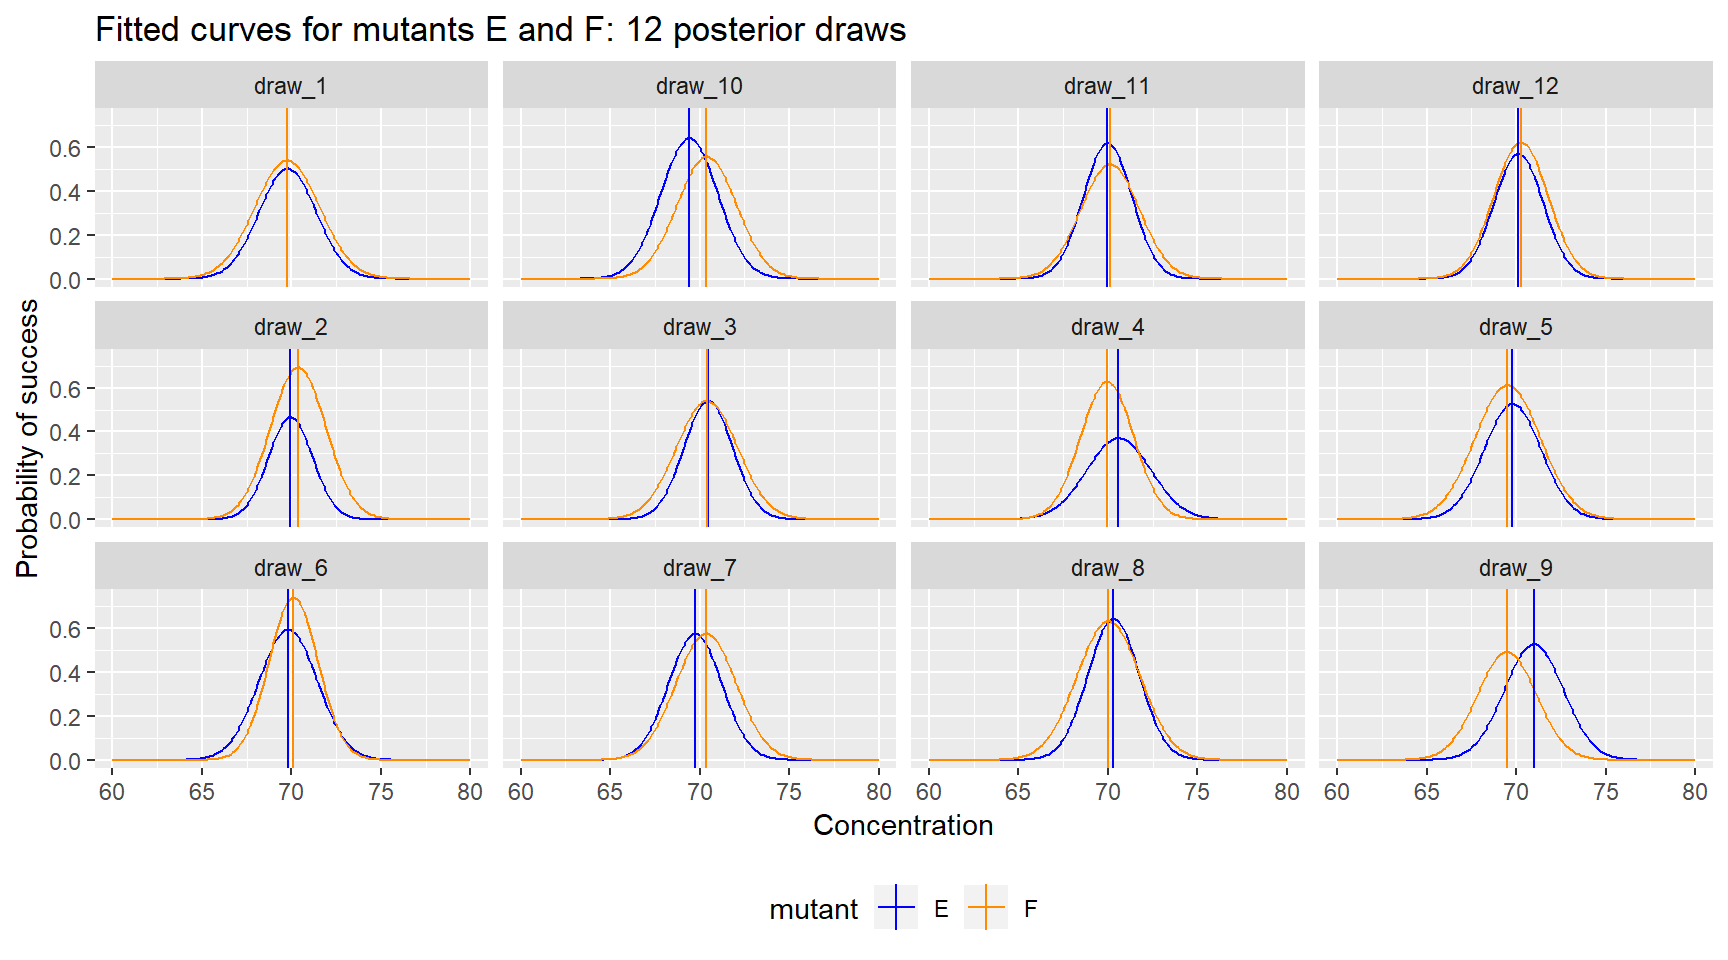 Fitted curves for mutants E and F: 12 posterior draws
draw_1 draw_10 draw_11 draw_12
0.6
0.4
0.2
0.0
draw_2 draw_3 draw_4 draw_5
0.6
0.4
0.2
0.0
draw_6 draw_7 draw_8 draw_9
0.6
0.4
0.2
0.0
60 65 70 75 80 60 65 70 75 80 60 65 70 75 80 60 65 70 75 80
Probability of success
Concentration
mutant E F